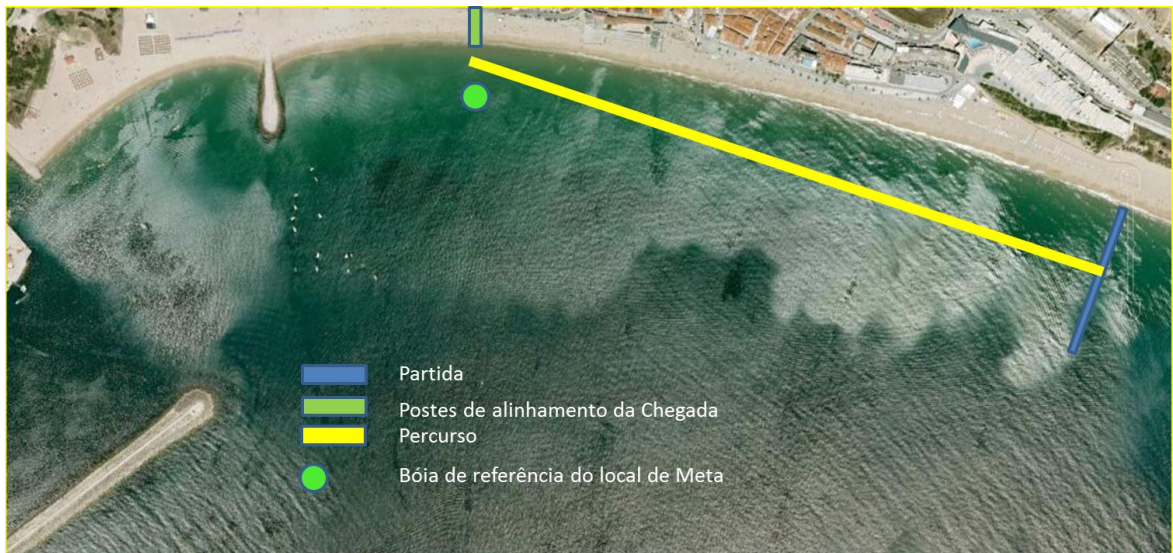 Partida
Postes de alinhamento da Chegada
Percurso
Bóia de referência do local de Meta